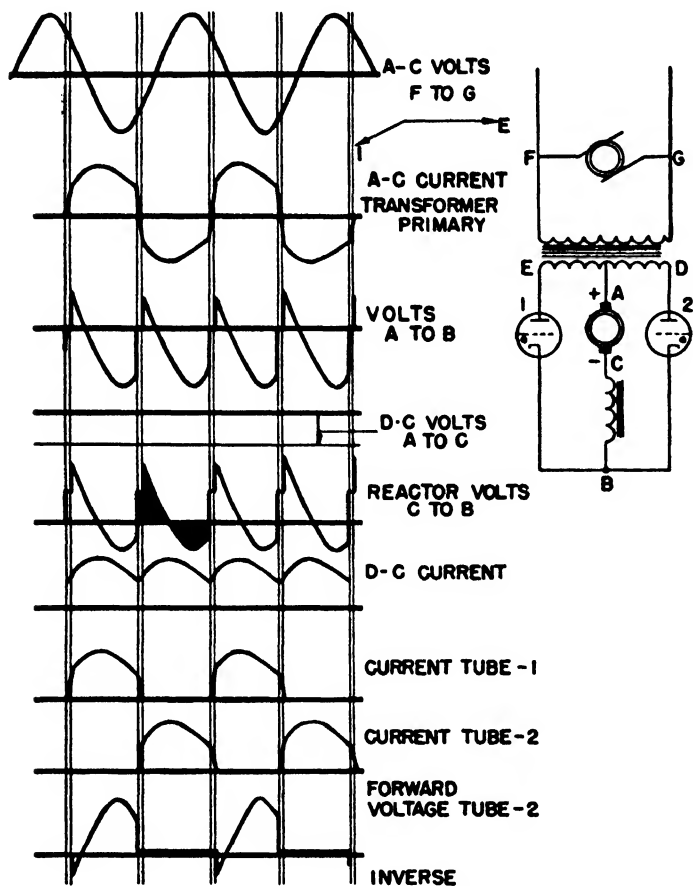 A-C VOLTS
F TO G
E
I
A-C CURRENT
TRANSFORMER
PRIMARY
VOLTS
A TO B
D-C VOLTS
A TO C
REACTOR VOLTS
C TO B
D-C CURRENT
CURRENT TUBE-1
CURRENT TUBE-2
FORWARD
VOLTAGE TUBE-2
INVERSE
F G
E D
1 + A 2
- C
B